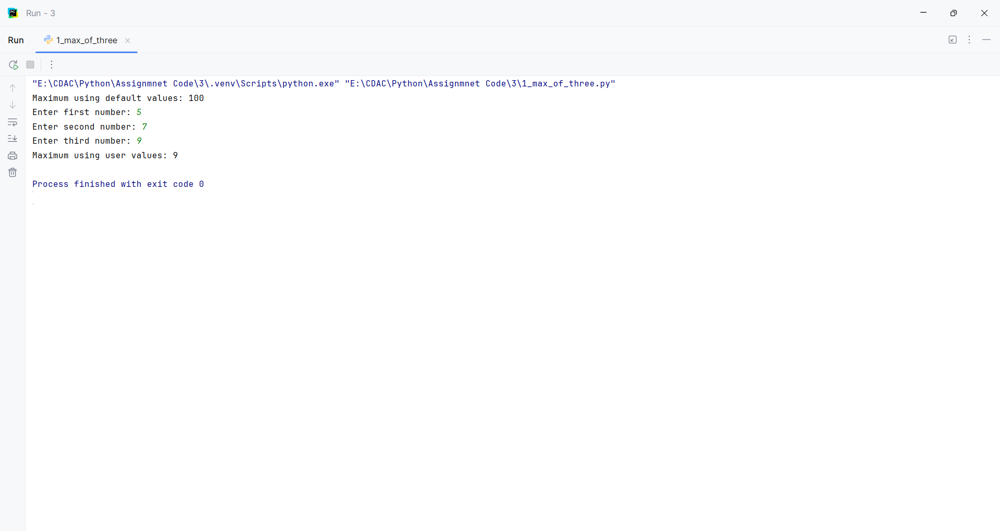 Run - 3
Run 1_max_of_three
"E:\CDAC\Python\Assignmnet Code\3\.venv\Scripts\python.exe" "E:\CDAC\Python\Assignmnet Code\3\1_max_of_three.py"
Maximum using default values: 100
Enter first number: 5
Enter second number: 7
Enter third number: 9
Maximum using user values: 9
Process finished with exit code 0